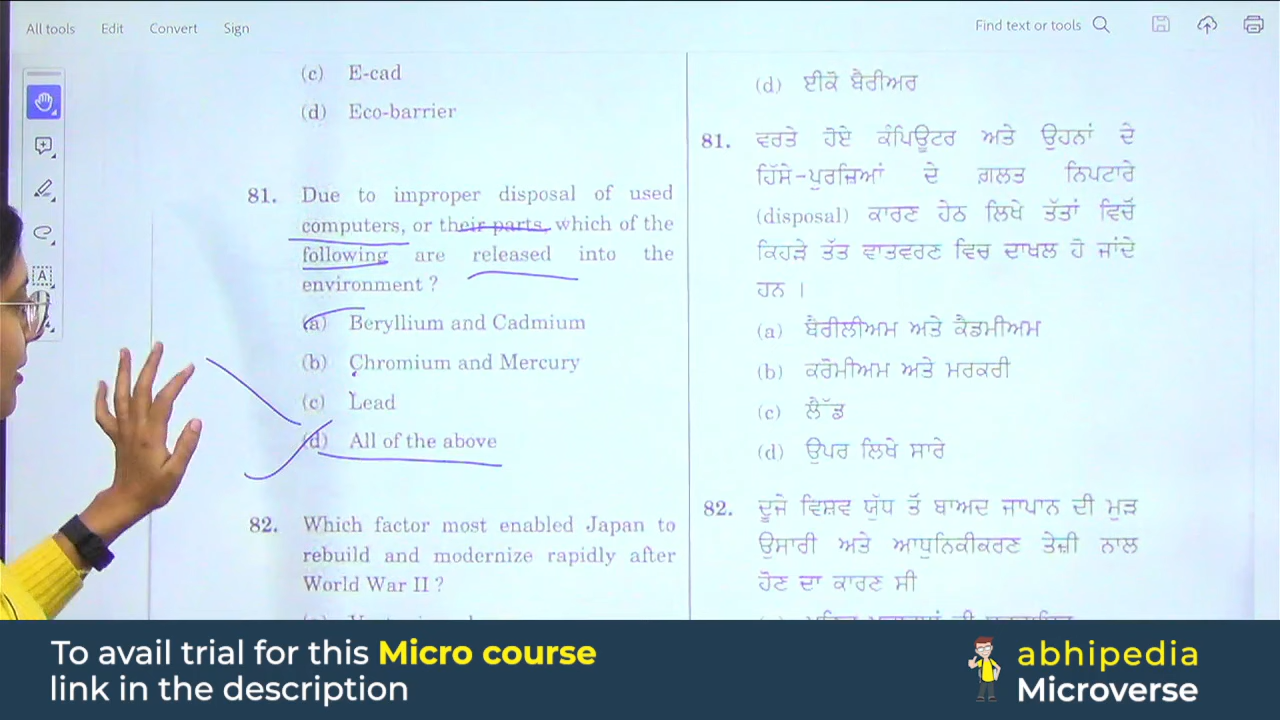 All tools Edit Convert Sign Find text or tools
(c) E-cad
(d) Eco-barrier
81. Due to improper disposal of used
computers, or their parts, which of the
following are released into the
environment ?
(a) Beryllium and Cadmium
(b) Chromium and Mercury
(c) Lead
(d) All of the above
82. Which factor most enabled Japan to
rebuild and modernize rapidly after
World War II ?
(d) ਈਕੋ ਬੈਰੀਅਰ
81. ਵਰਤੇ ਹੋਏ ਕੰਪਿਊਟਰ ਅਤੇ ਉਹਨਾਂ ਦੇ
ਹਿੱਸੇ-ਪੁਰਜ਼ਿਆਂ ਦੇ ਗ਼ਲਤ ਨਿਪਟਾਰੇ
(disposal) ਕਾਰਣ ਹੇਠ ਲਿਖੇ ਤੱਤਾਂ ਵਿਚੋਂ
ਕਿਹੜੇ ਤੱਤ ਵਾਤਵਰਣ ਵਿਚ ਦਾਖਲ ਹੋ ਜਾਂਦੇ
ਹਨ ।
(a) ਬੈਰੀਲੀਅਮ ਅਤੇ ਕੈਡਮੀਅਮ
(b) ਕਰੋਮੀਅਮ ਅਤੇ ਮਰਕਰੀ
(c) ਲੈੱਡ
(d) ਉਪਰ ਲਿਖੇ ਸਾਰੇ
82. ਦੂਜੇ ਵਿਸ਼ਵ ਯੁੱਧ ਤੋਂ ਬਾਅਦ ਜਾਪਾਨ ਦੀ ਮੁੜ
ਉਸਾਰੀ ਅਤੇ ਆਧੁਨਿਕੀਕਰਣ ਤੇਜ਼ੀ ਨਾਲ
ਹੋਣ ਦਾ ਕਾਰਣ ਸੀ
To avail trial for this Micro course
link in the description
abhipedia
Microverse